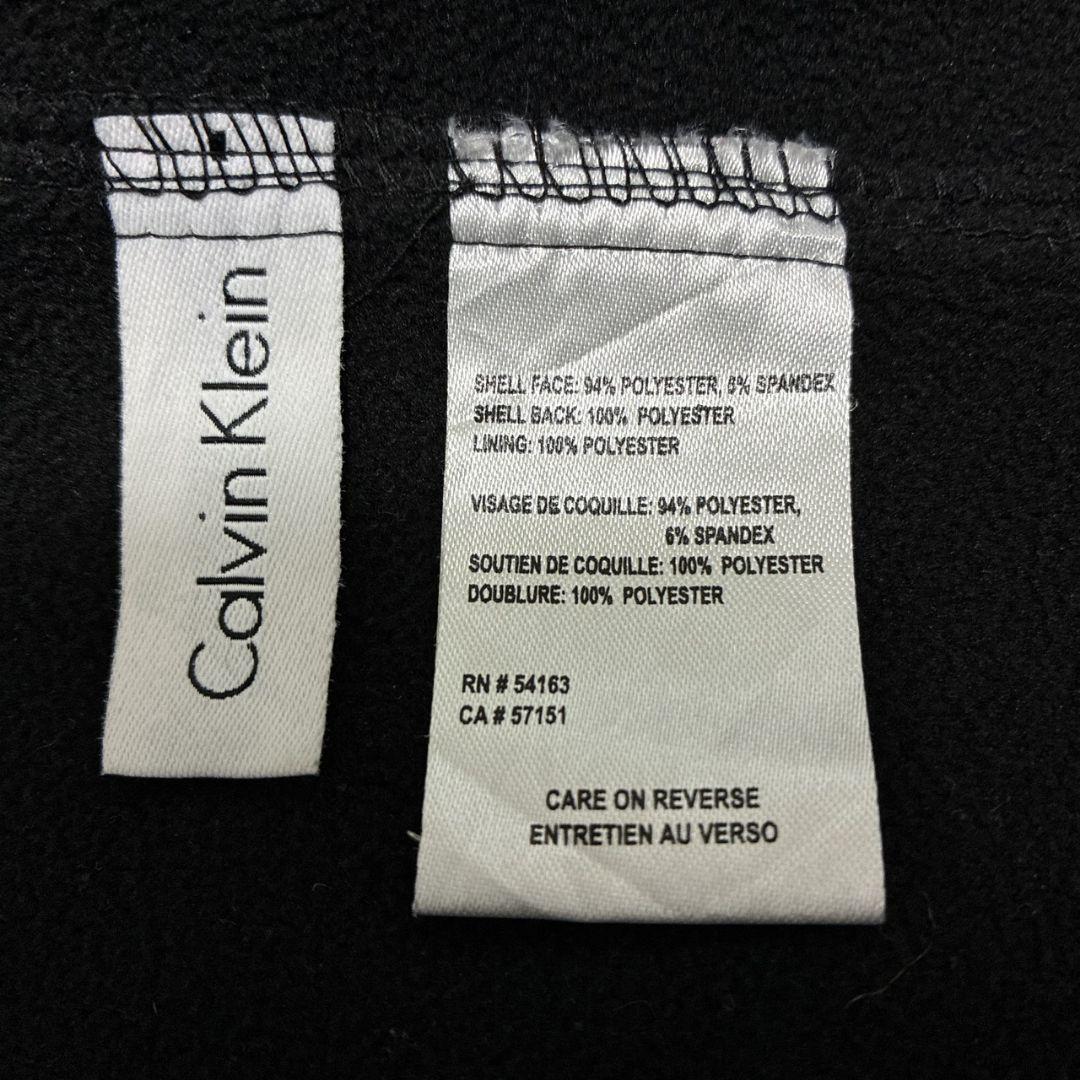 Calvin Klein
SHELL FACE: 94% POLYESTER, 6% SPANDEX
SHELL BACK: 100% POLYESTER
LINING: 100% POLYESTER
VISAGE DE COQUILLE: 94% POLYESTER,
6% SPANDEX
SOUTIEN DE COQUILLE: 100% POLYESTER
DOUBLURE: 100% POLYESTER
RN # 54163
CA # 57151
CARE ON REVERSE
ENTRETIEN AU VERSO